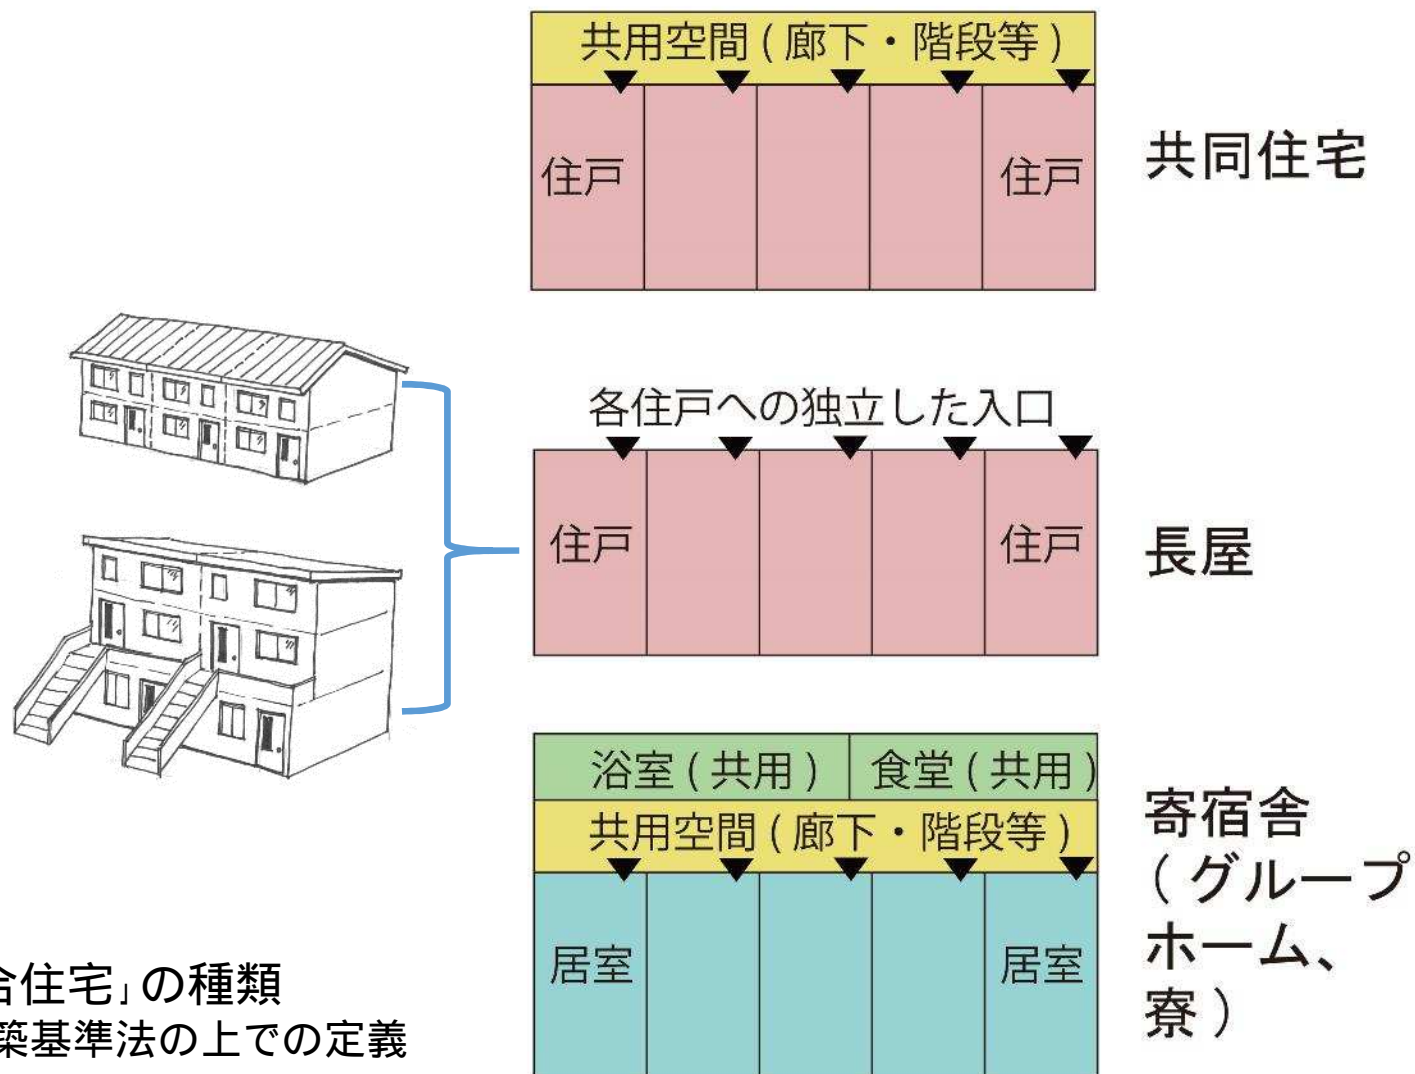 共用空間(廊下・階段等)
住戸
住戸
共同住宅
各住戸への独立した入口
住戸
住戸
長屋
浴室(共用)
食堂(共用)
共用空間(廊下・階段等)
居室
居室
寄宿舎
(グループ
ホーム、
寮)
合住宅」の種類
築基準法の上での定義